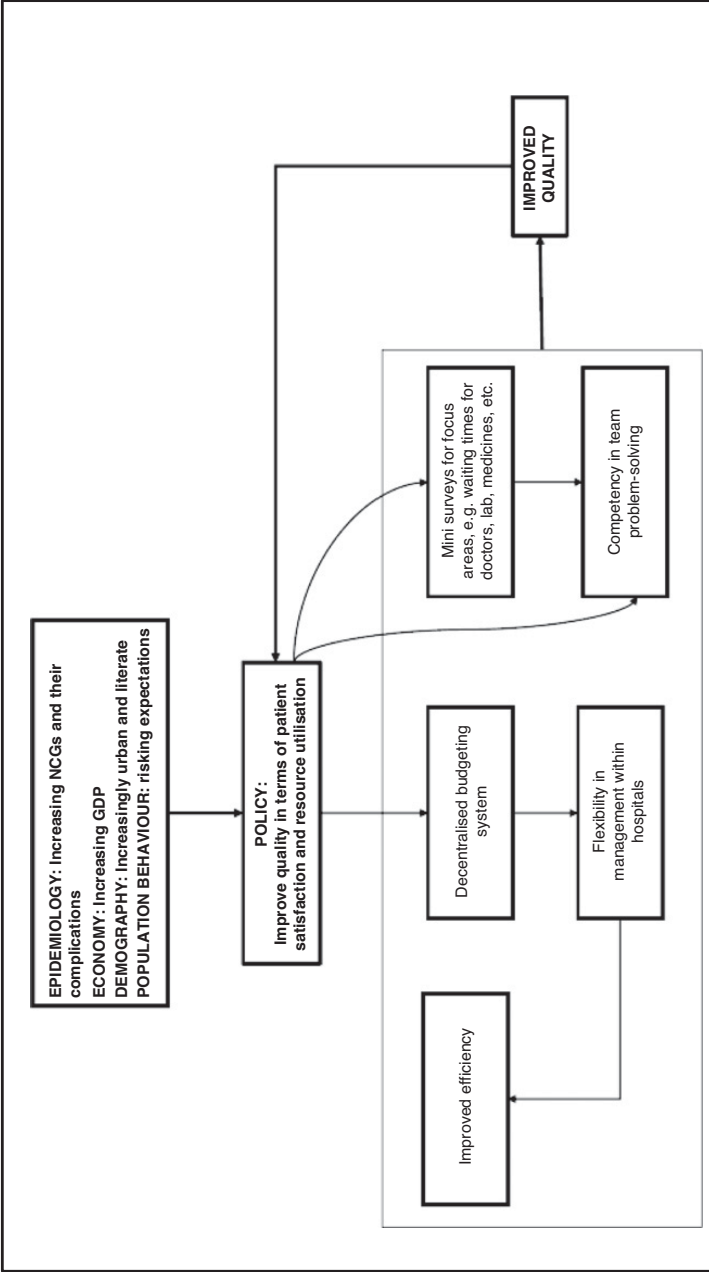 EPIDEMIOLOGY: Increasing NCGs and their
complications
ECONOMY: Increasing GDP
DEMOGRAPHY: Increasingly urban and literate
POPULATION BEHAVIOUR: risking expectations
POLICY:
Improve quality in terms of patient
satisfaction and resource utilisation
Improved efficiency
Decentralised budgeting
system
Mini surveys for focus
areas, e.g. waiting times for
doctors, lab, medicines, etc.
Flexibility in
management within
hospitals
Competency in team
problem-solving
IMPROVED
QUALITY